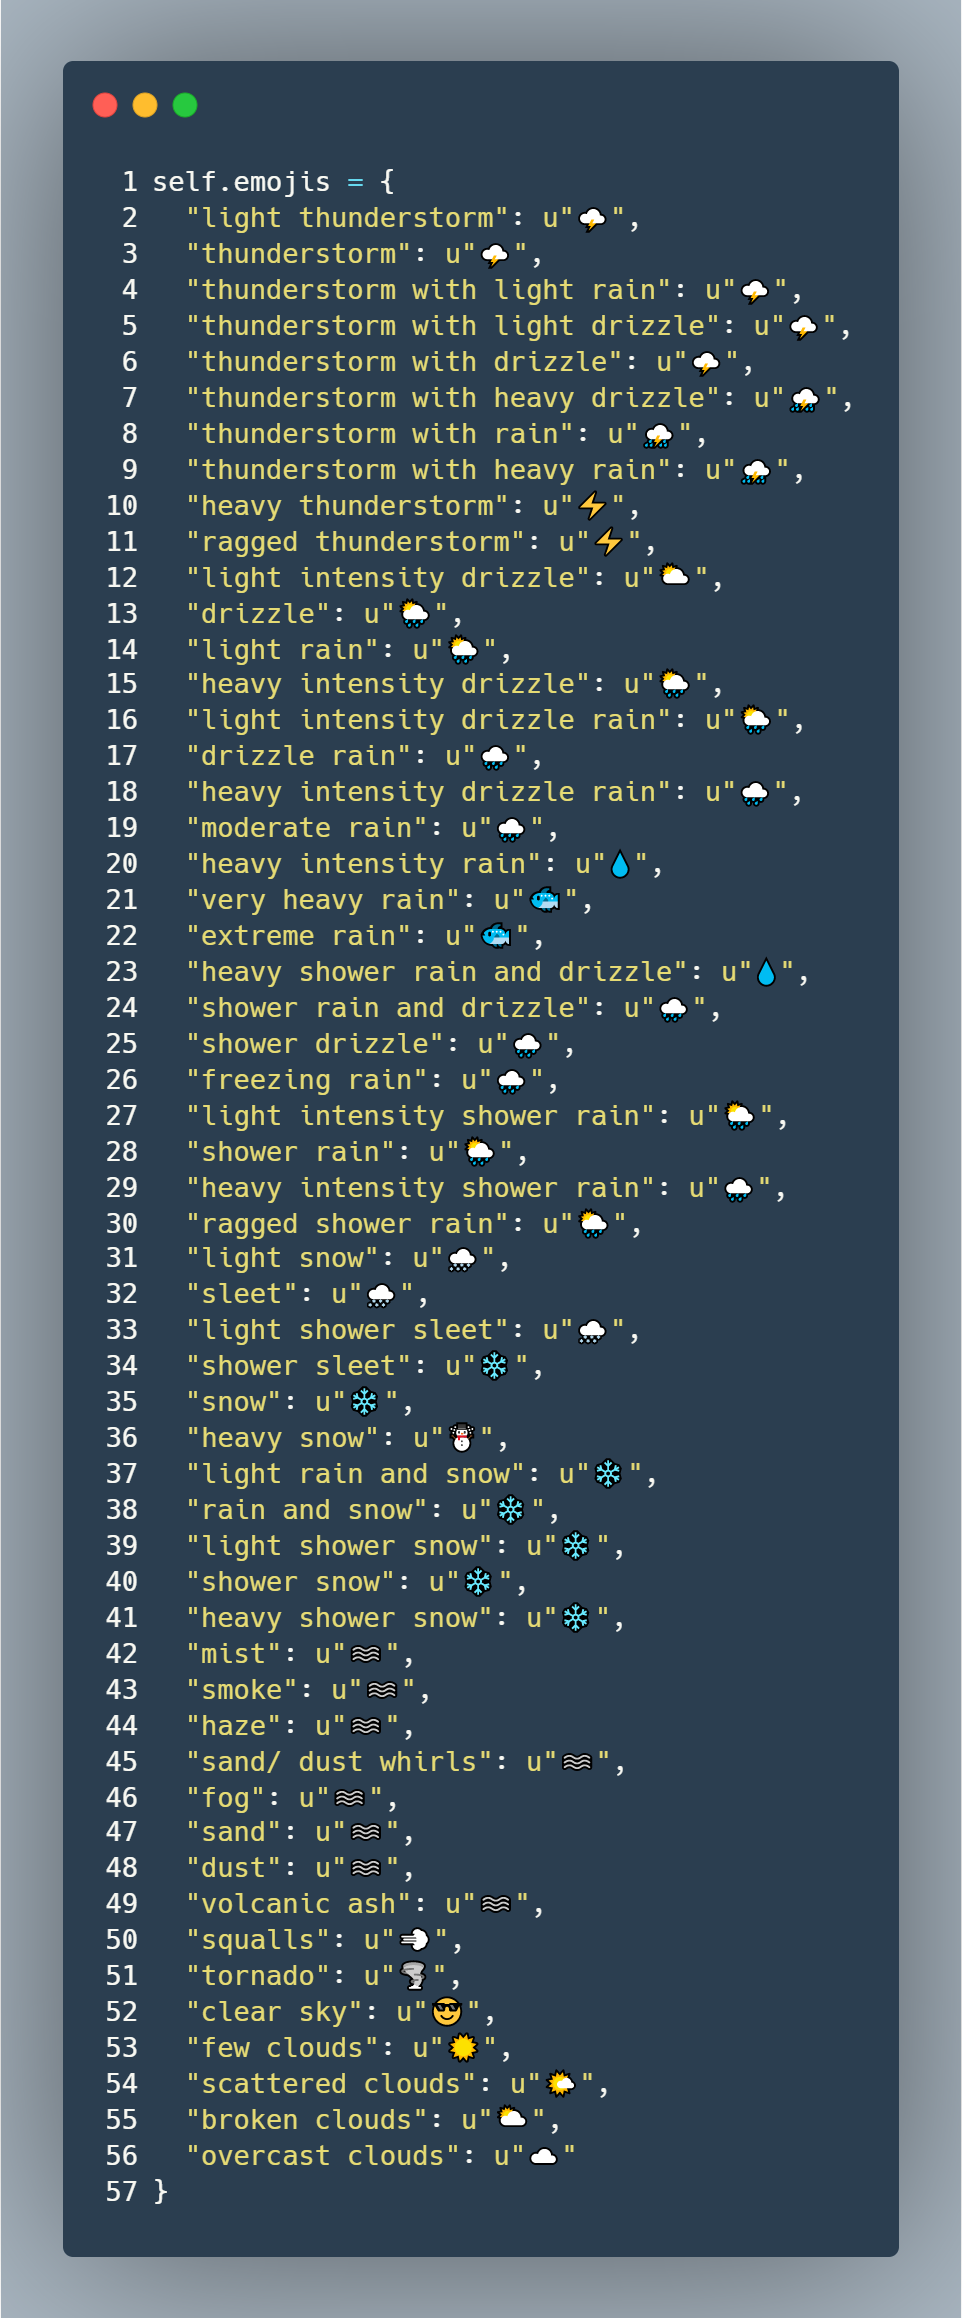 1 self.emojis = {
2   "light thunderstorm": u"🌩",
3   "thunderstorm": u"🌩",
4   "thunderstorm with light rain": u"🌩",
5   "thunderstorm with light drizzle": u"🌩",
6   "thunderstorm with drizzle": u"🌩",
7   "thunderstorm with heavy drizzle": u"⛈",
8   "thunderstorm with rain": u"⛈",
9   "thunderstorm with heavy rain": u"⛈",
10   "heavy thunderstorm": u"⚡",
11   "ragged thunderstorm": u"⚡",
12   "light intensity drizzle": u"🌥",
13   "drizzle": u"🌦",
14   "light rain": u"🌦",
15   "heavy intensity drizzle": u"🌦",
16   "light intensity drizzle rain": u"🌦",
17   "drizzle rain": u"🌧",
18   "heavy intensity drizzle rain": u"🌧",
19   "moderate rain": u"🌧",
20   "heavy intensity rain": u"💧",
21   "very heavy rain": u"🐟",
22   "extreme rain": u"🐟",
23   "heavy shower rain and drizzle": u"💧",
24   "shower rain and drizzle": u"🌧",
25   "shower drizzle": u"🌧",
26   "freezing rain": u"🌧",
27   "light intensity shower rain": u"🌦",
28   "shower rain": u"🌦",
29   "heavy intensity shower rain": u"🌧",
30   "ragged shower rain": u"🌦",
31   "light snow": u"🌨",
32   "sleet": u"🌨",
33   "light shower sleet": u"🌨",
34   "shower sleet": u"❄",
35   "snow": u"❄",
36   "heavy snow": u"☃",
37   "light rain and snow": u"❄",
38   "rain and snow": u"❄",
39   "light shower snow": u"❄",
40   "shower snow": u"❄",
41   "heavy shower snow": u"❄",
42   "mist": u"🌫",
43   "smoke": u"🌫",
44   "haze": u"🌫",
45   "sand/ dust whirls": u"🌫",
46   "fog": u"🌫",
47   "sand": u"🌫",
48   "dust": u"🌫",
49   "volcanic ash": u"🌫",
50   "squalls": u"💨",
51   "tornado": u"🌪",
52   "clear sky": u"😎",
53   "few clouds": u"☀",
54   "scattered clouds": u"🌤",
55   "broken clouds": u"🌥",
56   "overcast clouds": u"☁"
57 }